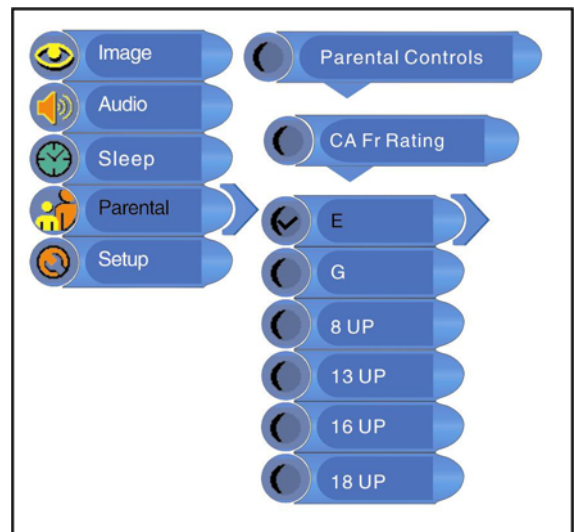 Image
Audio
Sleep
Parental
Setup
Parental Controls
CA Fr Rating
E
G
8 UP
13 UP
16 UP
18 UP